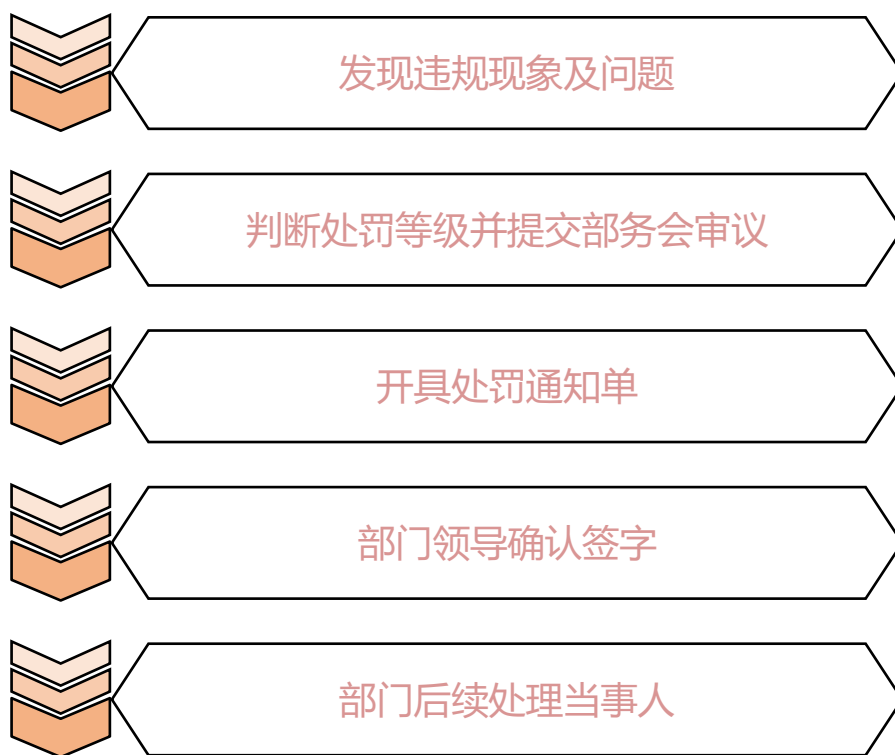 发现违规现象及问题
判断处罚等级并提交部务会审议
开具处罚通知单
部门领导确认签字
部门后续处理当事人